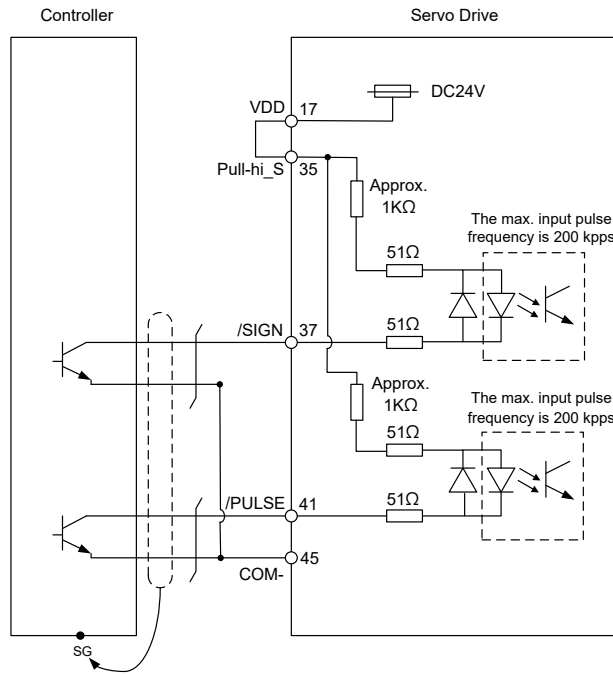 Controller
Servo Drive
DC24V
VDD
17
Pull-hi_S
35
Approx.
1KΩ
The max. input pulse
frequency is 200 kpps
51Ω
/SIGN
37
51Ω
Approx.
1KΩ
The max. input pulse
frequency is 200 kpps
51Ω
/PULSE
41
51Ω
45
COM-
SG